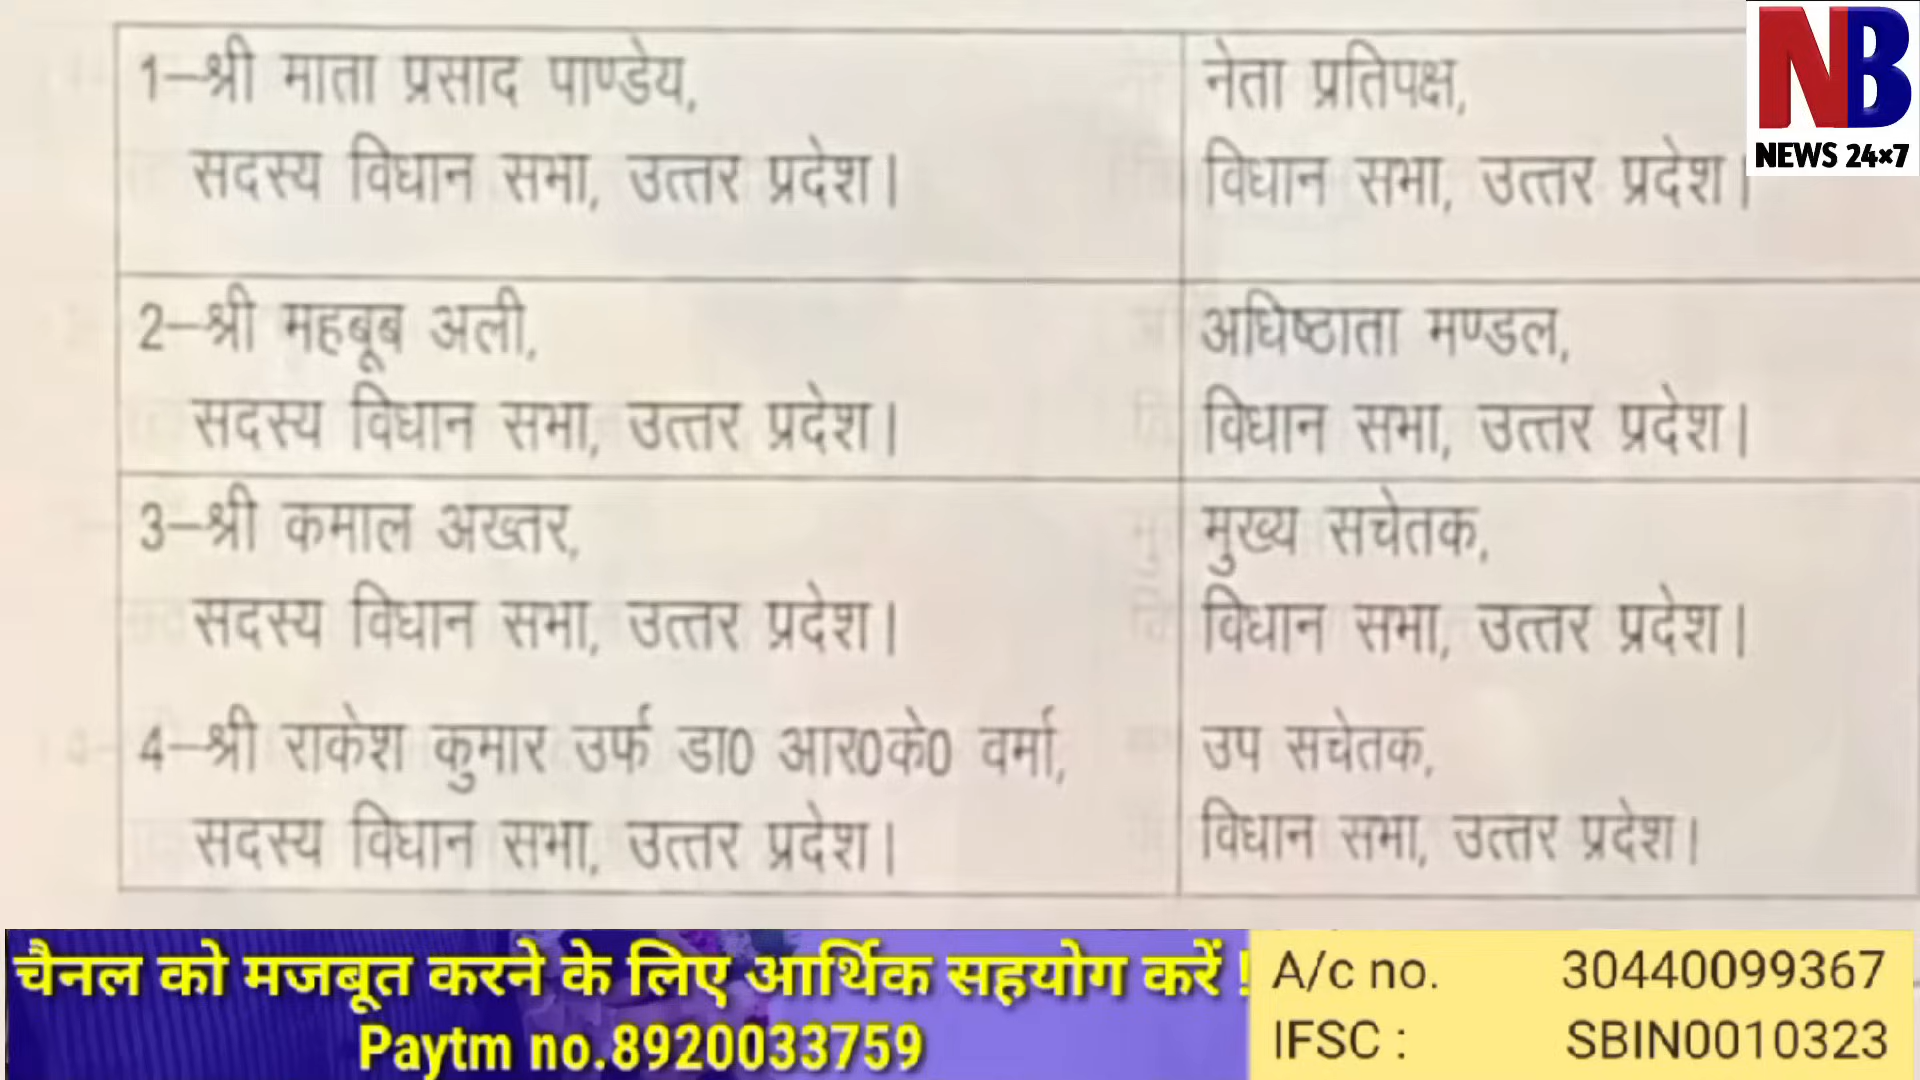 1–श्री माता प्रसाद पाण्डेय,
सदस्य विधान सभा, उत्तर प्रदेश।
नेता प्रतिपक्ष,
विधान सभा, उत्तर प्रदेश।
2–श्री महबूब अली,
सदस्य विधान सभा, उत्तर प्रदेश।
अधिष्ठाता मण्डल,
विधान सभा, उत्तर प्रदेश।
3–श्री कमाल अख्तर,
सदस्य विधान सभा, उत्तर प्रदेश।
मुख्य सचेतक,
विधान सभा, उत्तर प्रदेश।
4–श्री राकेश कुमार उर्फ डा0 आर0के0 वर्मा,
सदस्य विधान सभा, उत्तर प्रदेश।
उप सचेतक,
विधान सभा, उत्तर प्रदेश।
NB
NEWS 24×7
चैनल को मजबूत करने के लिए आर्थिक सहयोग करें !
Paytm no.8920033759
A/c no. 30440099367
IFSC : SBIN0010323